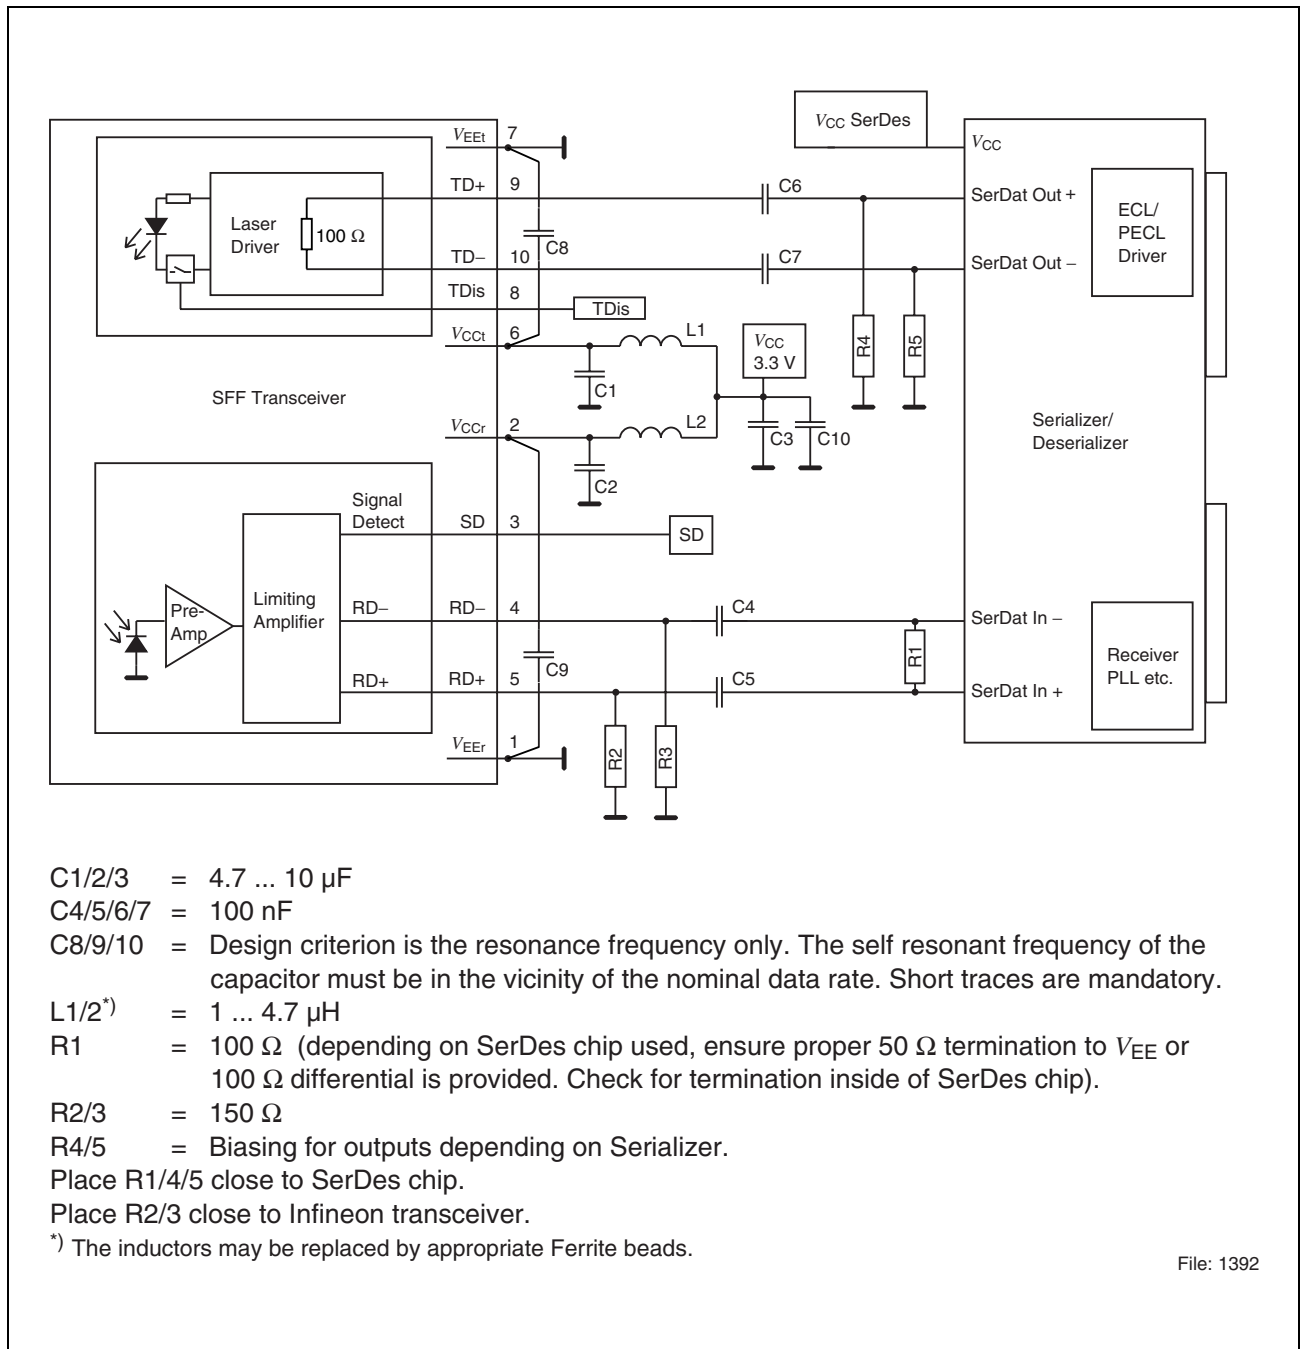 VCC SerDes
VEEt 7
VCC
TD+ 9
C6
SerDat Out +
ECL/
PECL
Driver
Laser
Driver
100 Ω
C8
TD– 10
C7
SerDat Out –
TDis 8
TDis
VCCt 6
L1
VCC
3.3 V
R4
R5
C1
SFF Transceiver
VCCr 2
L2
C3
C10
Serializer/
Deserializer
C2
Signal
Detect
SD 3
SD
Limiting
Amplifier
Pre-
Amp
RD–
RD– 4
C4
SerDat In –
R1
Receiver
PLL etc.
C9
RD+
RD+ 5
C5
SerDat In +
VEEr 1
R2
R3
C1/2/3 = 4.7 ... 10 µF
C4/5/6/7 = 100 nF
C8/9/10 = Design criterion is the resonance frequency only. The self resonant frequency of the
capacitor must be in the vicinity of the nominal data rate. Short traces are mandatory.
L1/2*) = 1 ... 4.7 µH
R1 = 100 Ω (depending on SerDes chip used, ensure proper 50 Ω termination to VEE or
100 Ω differential is provided. Check for termination inside of SerDes chip).
R2/3 = 150 Ω
R4/5 = Biasing for outputs depending on Serializer.
Place R1/4/5 close to SerDes chip.
Place R2/3 close to Infineon transceiver.
*) The inductors may be replaced by appropriate Ferrite beads.
File: 1392